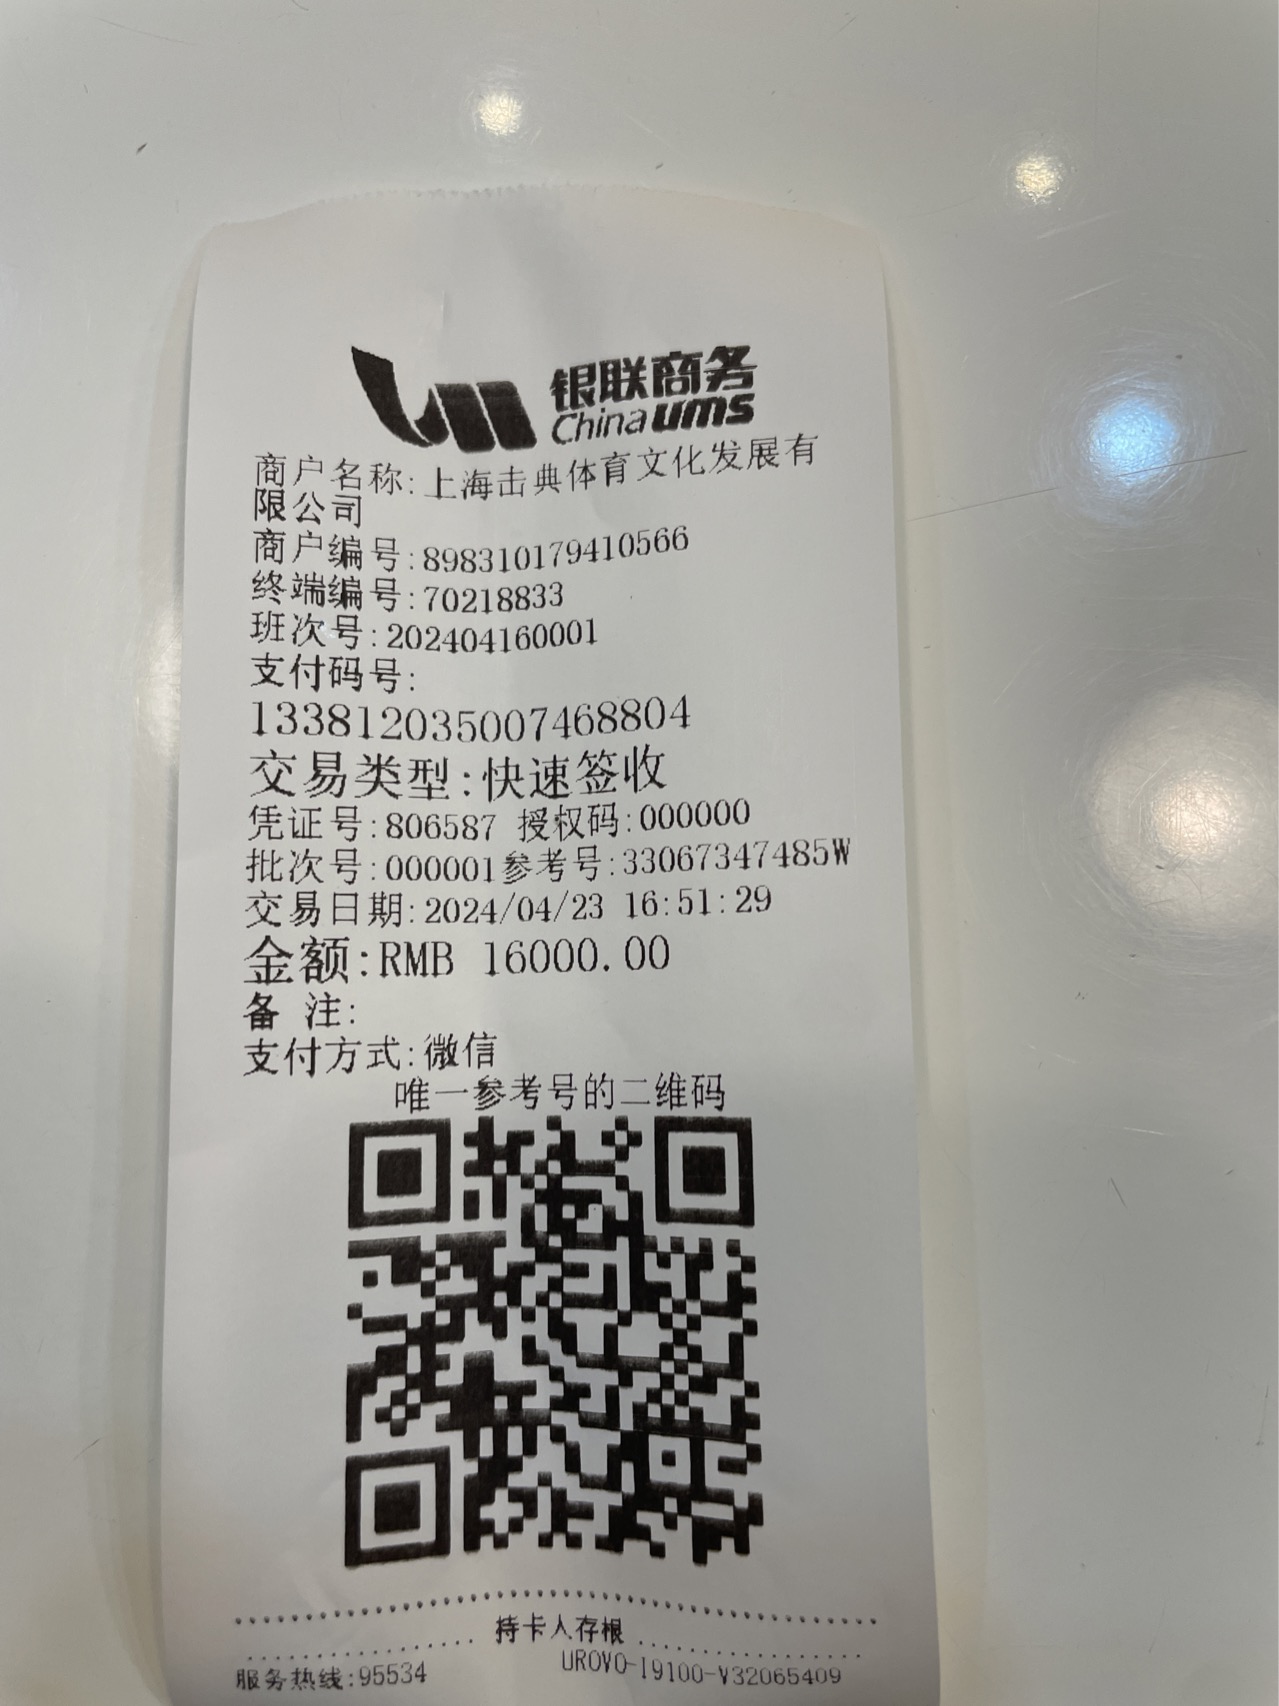 银联商务
Chinaums
商户名称:上海击典体育文化发展有
限公司
商户编号:898310179410566
终端编号:70218833
班次号:202404160001
支付码号:
133812035007468804
交易类型:快速签收
凭证号:806587 授权码:000000
批次号:000001参考号:33067347485W
交易日期:2024/04/23 16:51:29
金额:RMB 16000.00
备 注:
支付方式:微信
唯一参考号的二维码
持卡人存根
服务热线:95534 UROVO-I9100-V32065409